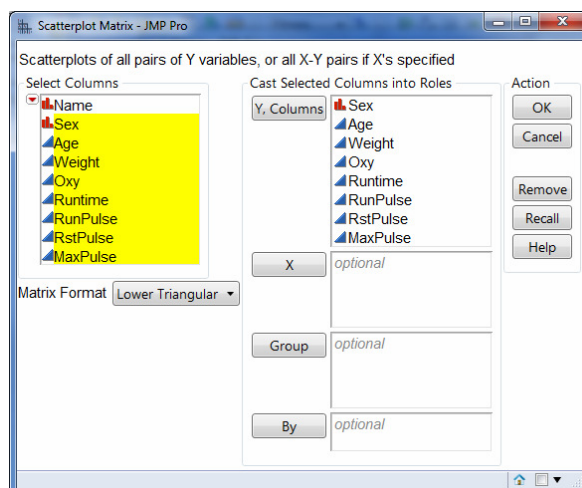 Scatterplot Matrix - JMP Pro
Scatterplots of all pairs of Y variables, or all X-Y pairs if X's specified
Select Columns
Name
Sex
Age
Weight
Oxy
Runtime
RunPulse
RstPulse
MaxPulse
Matrix Format Lower Triangular
Cast Selected Columns into Roles
Y, Columns
Sex
Age
Weight
Oxy
Runtime
RunPulse
RstPulse
MaxPulse
X
optional
Group
optional
By
optional
Action
OK
Cancel
Remove
Recall
Help